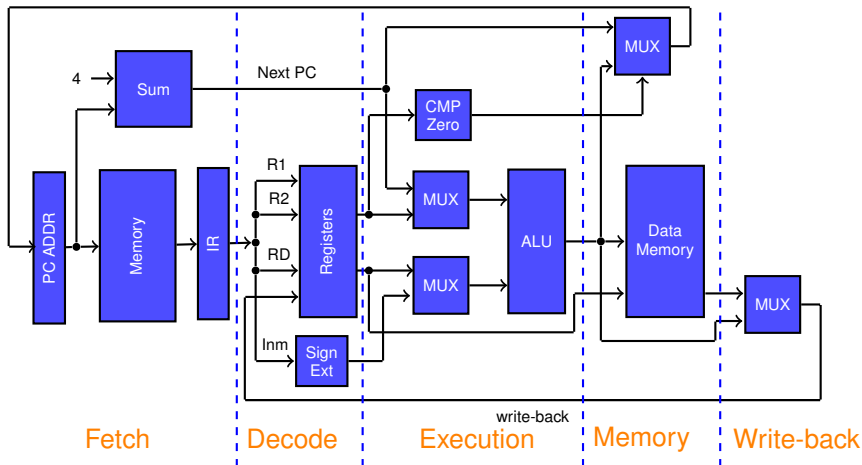 MUX
4
Sum
Next PC
CMP
Zero
R1
R2
RD
Inm
PC ADDR
Memory
IR
Registers
Sign
Ext
MUX
MUX
ALU
Data
Memory
MUX
write-back
Fetch
Decode
Execution
Memory
Write-back